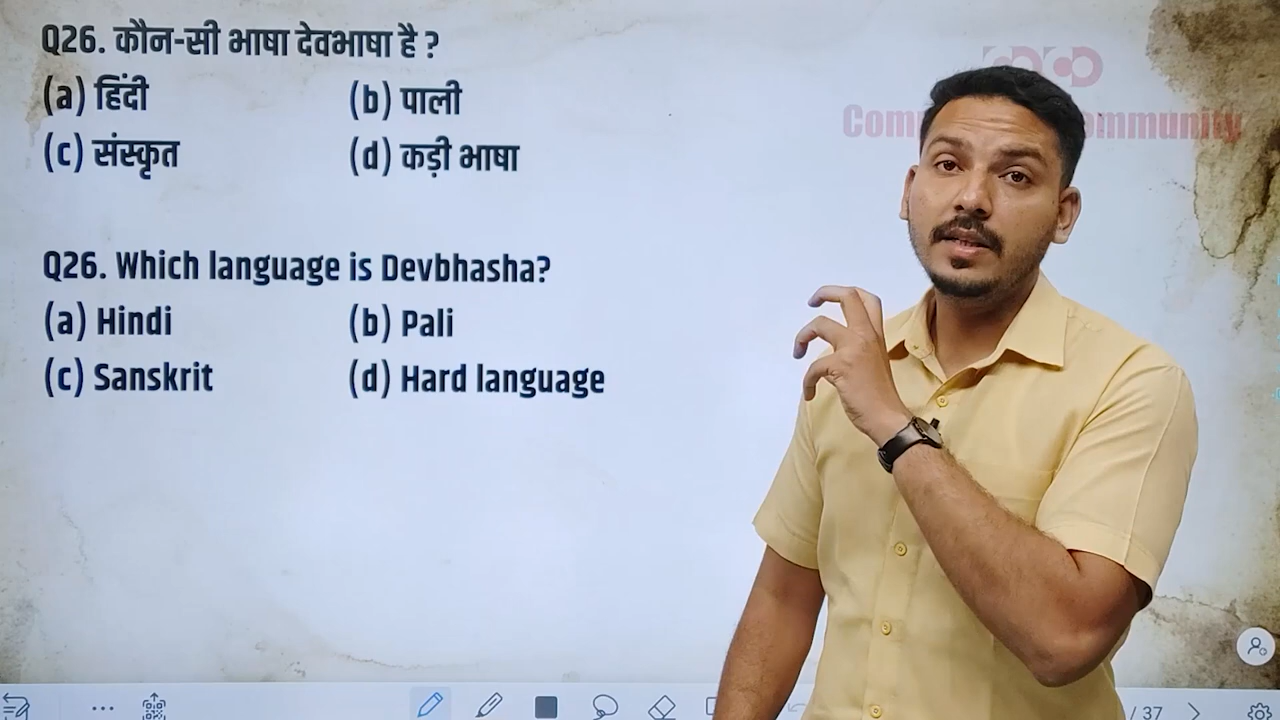 Q26. कौन-सी भाषा देवभाषा है ?
(a) हिंदी (b) पाली
(c) संस्कृत (d) कड़ी भाषा
Q26. Which language is Devbhasha?
(a) Hindi (b) Pali
(c) Sanskrit (d) Hard language
/ 37